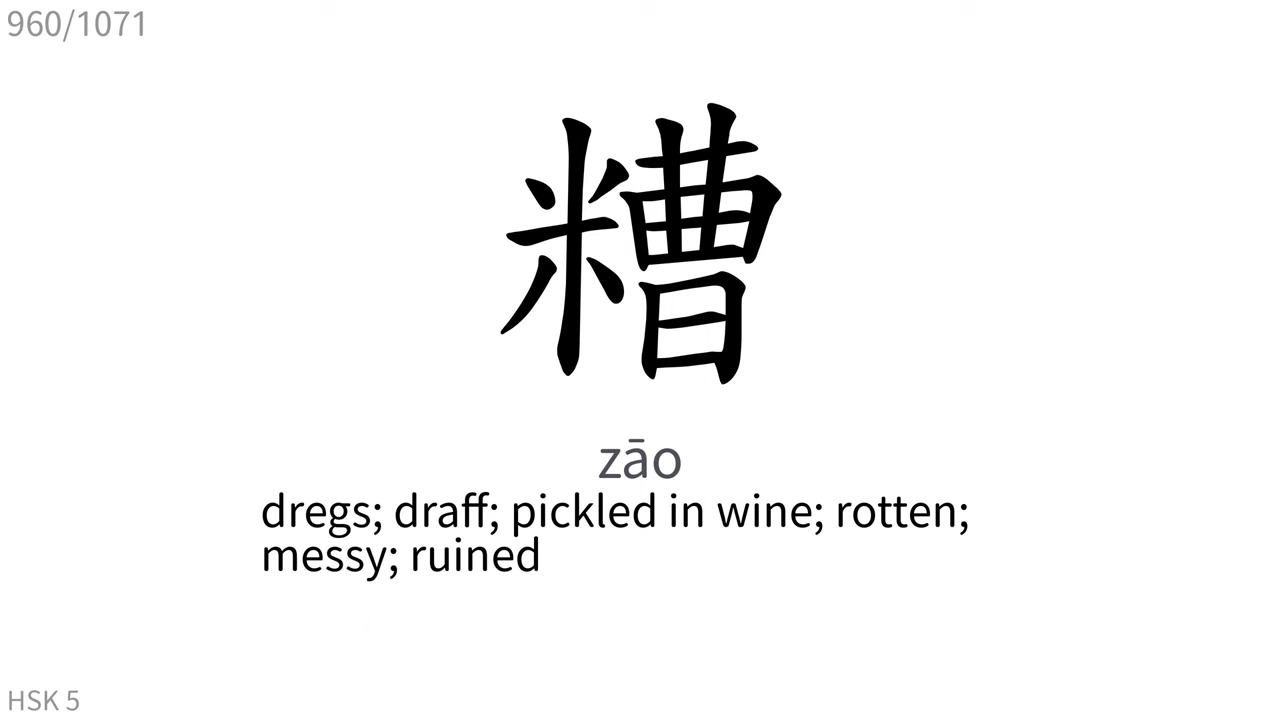 960/1071
糟
zāo
dregs; draff; pickled in wine; rotten;
messy; ruined
HSK 5